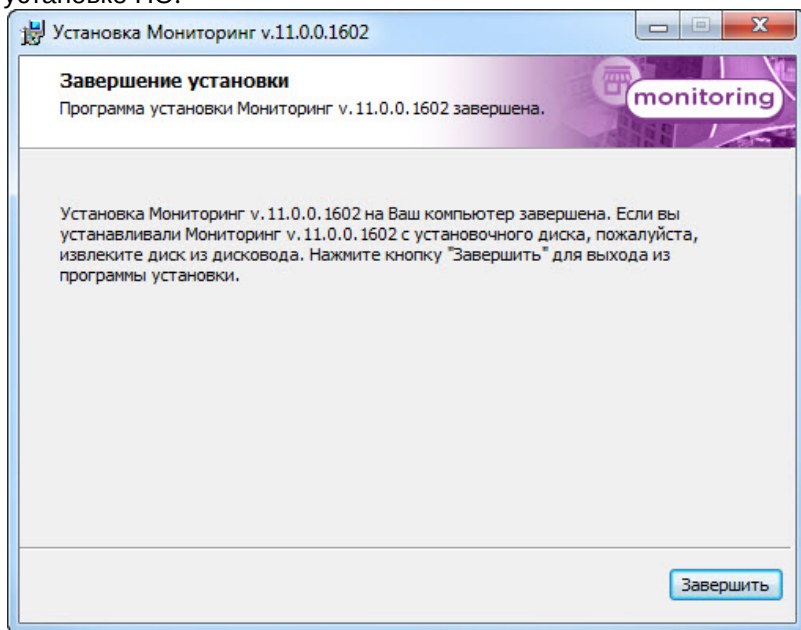 установке ПО.
Установка Мониторинг v.11.0.0.1602
Завершение установки
Программа установки Мониторинг v.11.0.0.1602 завершена.
monitoring
Установка Мониторинг v.11.0.0.1602 на Ваш компьютер завершена. Если вы
устанавливали Мониторинг v.11.0.0.1602 с установочного диска, пожалуйста,
извлеките диск из дисковода. Нажмите кнопку "Завершить" для выхода из
программы установки.
Завершить